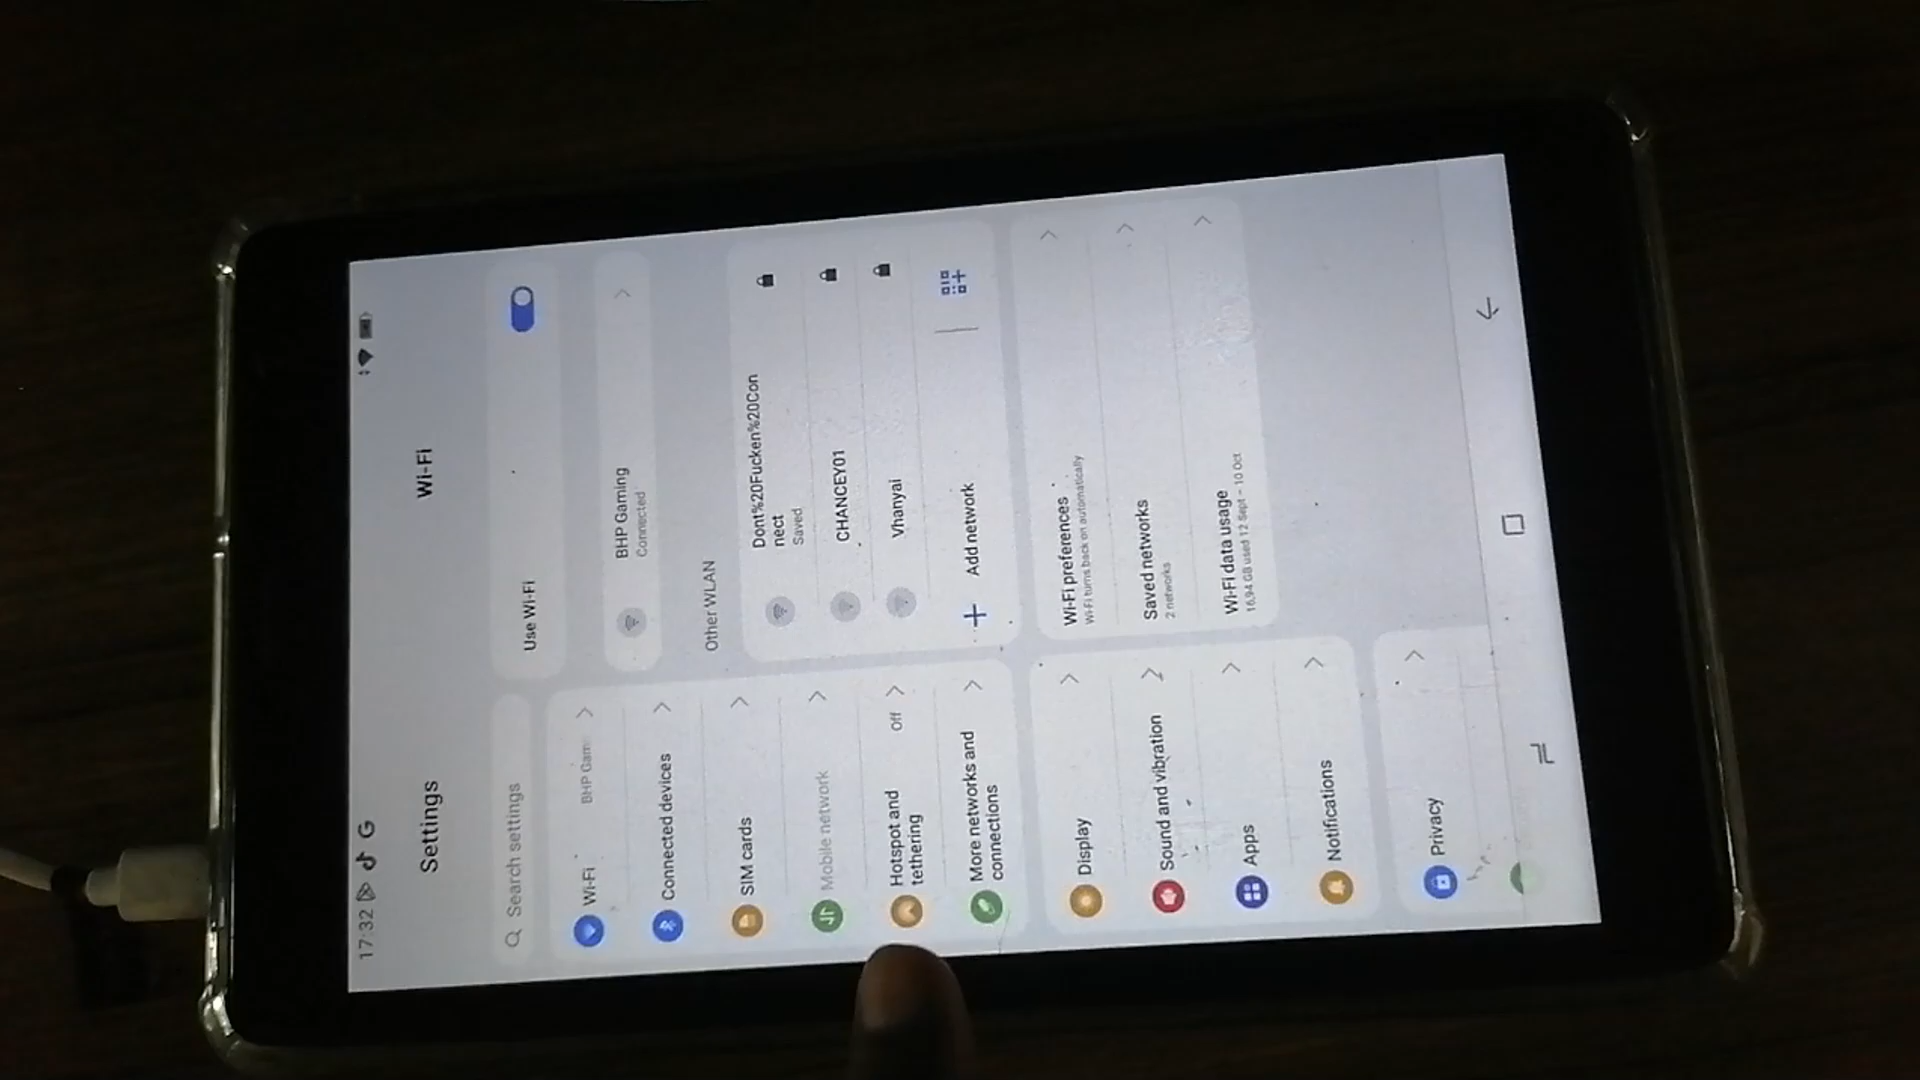 17:32
Settings
Search settings
Wi-Fi
BHP Gam
Connected devices
SIM cards
Mobile network
Hotspot and
tethering
Off
More networks and
connections
Display
Sound and vibration
Apps
Notifications
Privacy
Wi-Fi
Use Wi-Fi
BHP Gaming
Connected
Other WLAN
Dont%20Fucken%20Con
nect
Saved
CHANCEY01
Vhanyai
Add network
Wi-Fi preferences
Wi-Fi turns back on automatically
Saved networks
2 networks
Wi-Fi data usage
16.94 GB used 12 Sept – 10 Oct